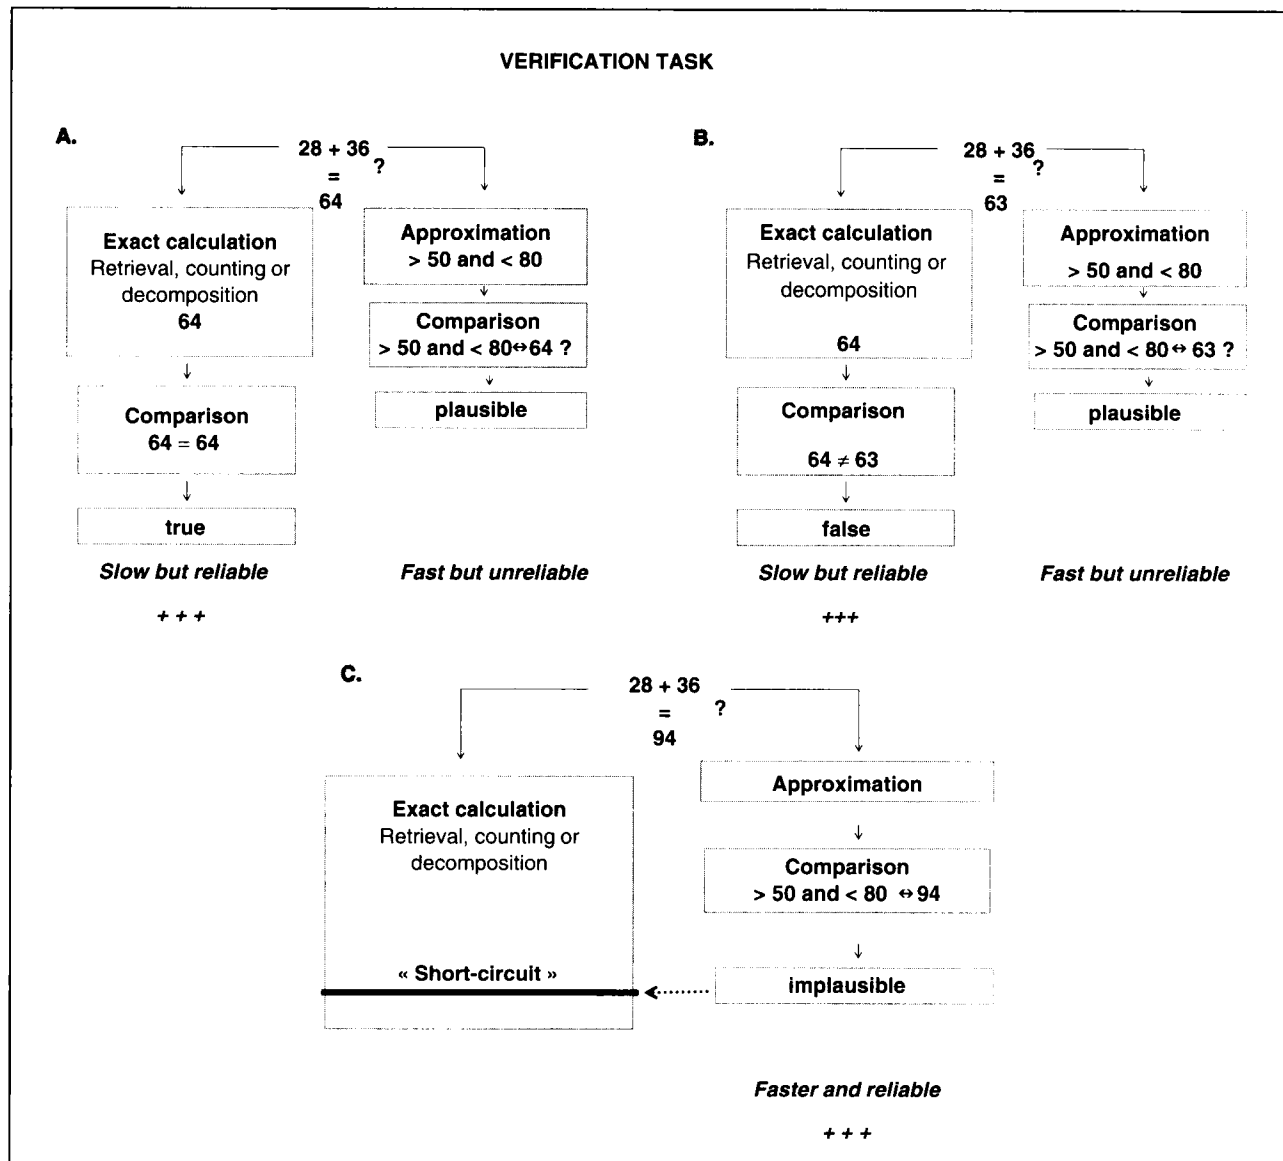 VERIFICATION TASK
A.
28 + 36
?
=
64
Exact calculation
Retrieval, counting or
decomposition
64
Comparison
64 = 64
true
Slow but reliable
+ + +
Approximation
> 50 and < 80
Comparison
> 50 and < 80↔64 ?
plausible
Fast but unreliable
B.
28 + 36
?
=
63
Exact calculation
Retrieval, counting or
decomposition
64
Comparison
64 ≠ 63
false
Slow but reliable
+++
Approximation
> 50 and < 80
Comparison
> 50 and < 80 ↔ 63 ?
plausible
Fast but unreliable
C.
28 + 36
=
?
94
Exact calculation
Retrieval, counting or
decomposition
« Short-circuit »
Approximation
Comparison
> 50 and < 80 ↔94
implausible
Faster and reliable
+ + +